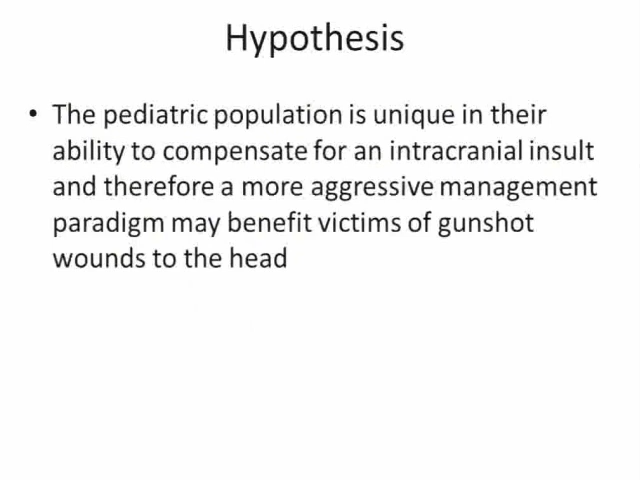 Hypothesis
• The pediatric population is unique in their
ability to compensate for an intracranial insult
and therefore a more aggressive management
paradigm may benefit victims of gunshot
wounds to the head